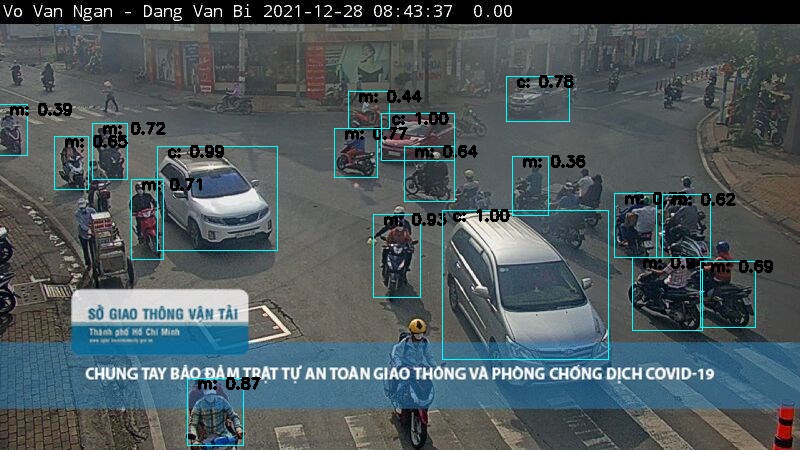 Vo Van Ngan - Dang Van Bi 2021-12-28 08:43:37 0.00
c: 0.78
m: 0.44
m: 0.39
c: 1.00
m: 0.72
m: 0.77
m: 0.65
c: 0.99
m: 0.64
m: 0.36
m: 0.71
m: 0.62
m: 0.93
c: 1.00
m: 0.69
SỞ GIAO THÔNG VẬN TẢI
Thành phố Hồ Chí Minh
CHUNG TAY BẢO ĐẢM TRẬT TỰ AN TOÀN GIAO THÔNG VÀ PHÒNG CHỐNG DỊCH COVID-19
m: 0.87